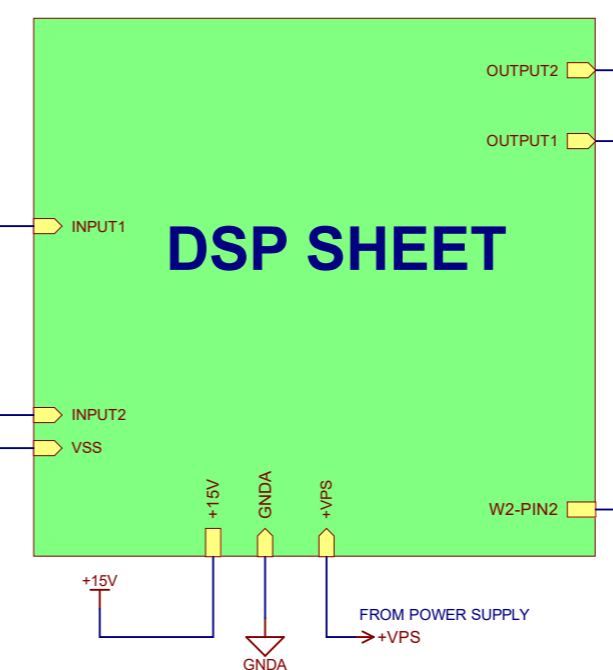 OUTPUT2
OUTPUT1
INPUT1
DSP SHEET
INPUT2
VSS
+15V
GNDA
+VPS
W2-PIN2
+15V
FROM POWER SUPPLY
+VPS
GNDA